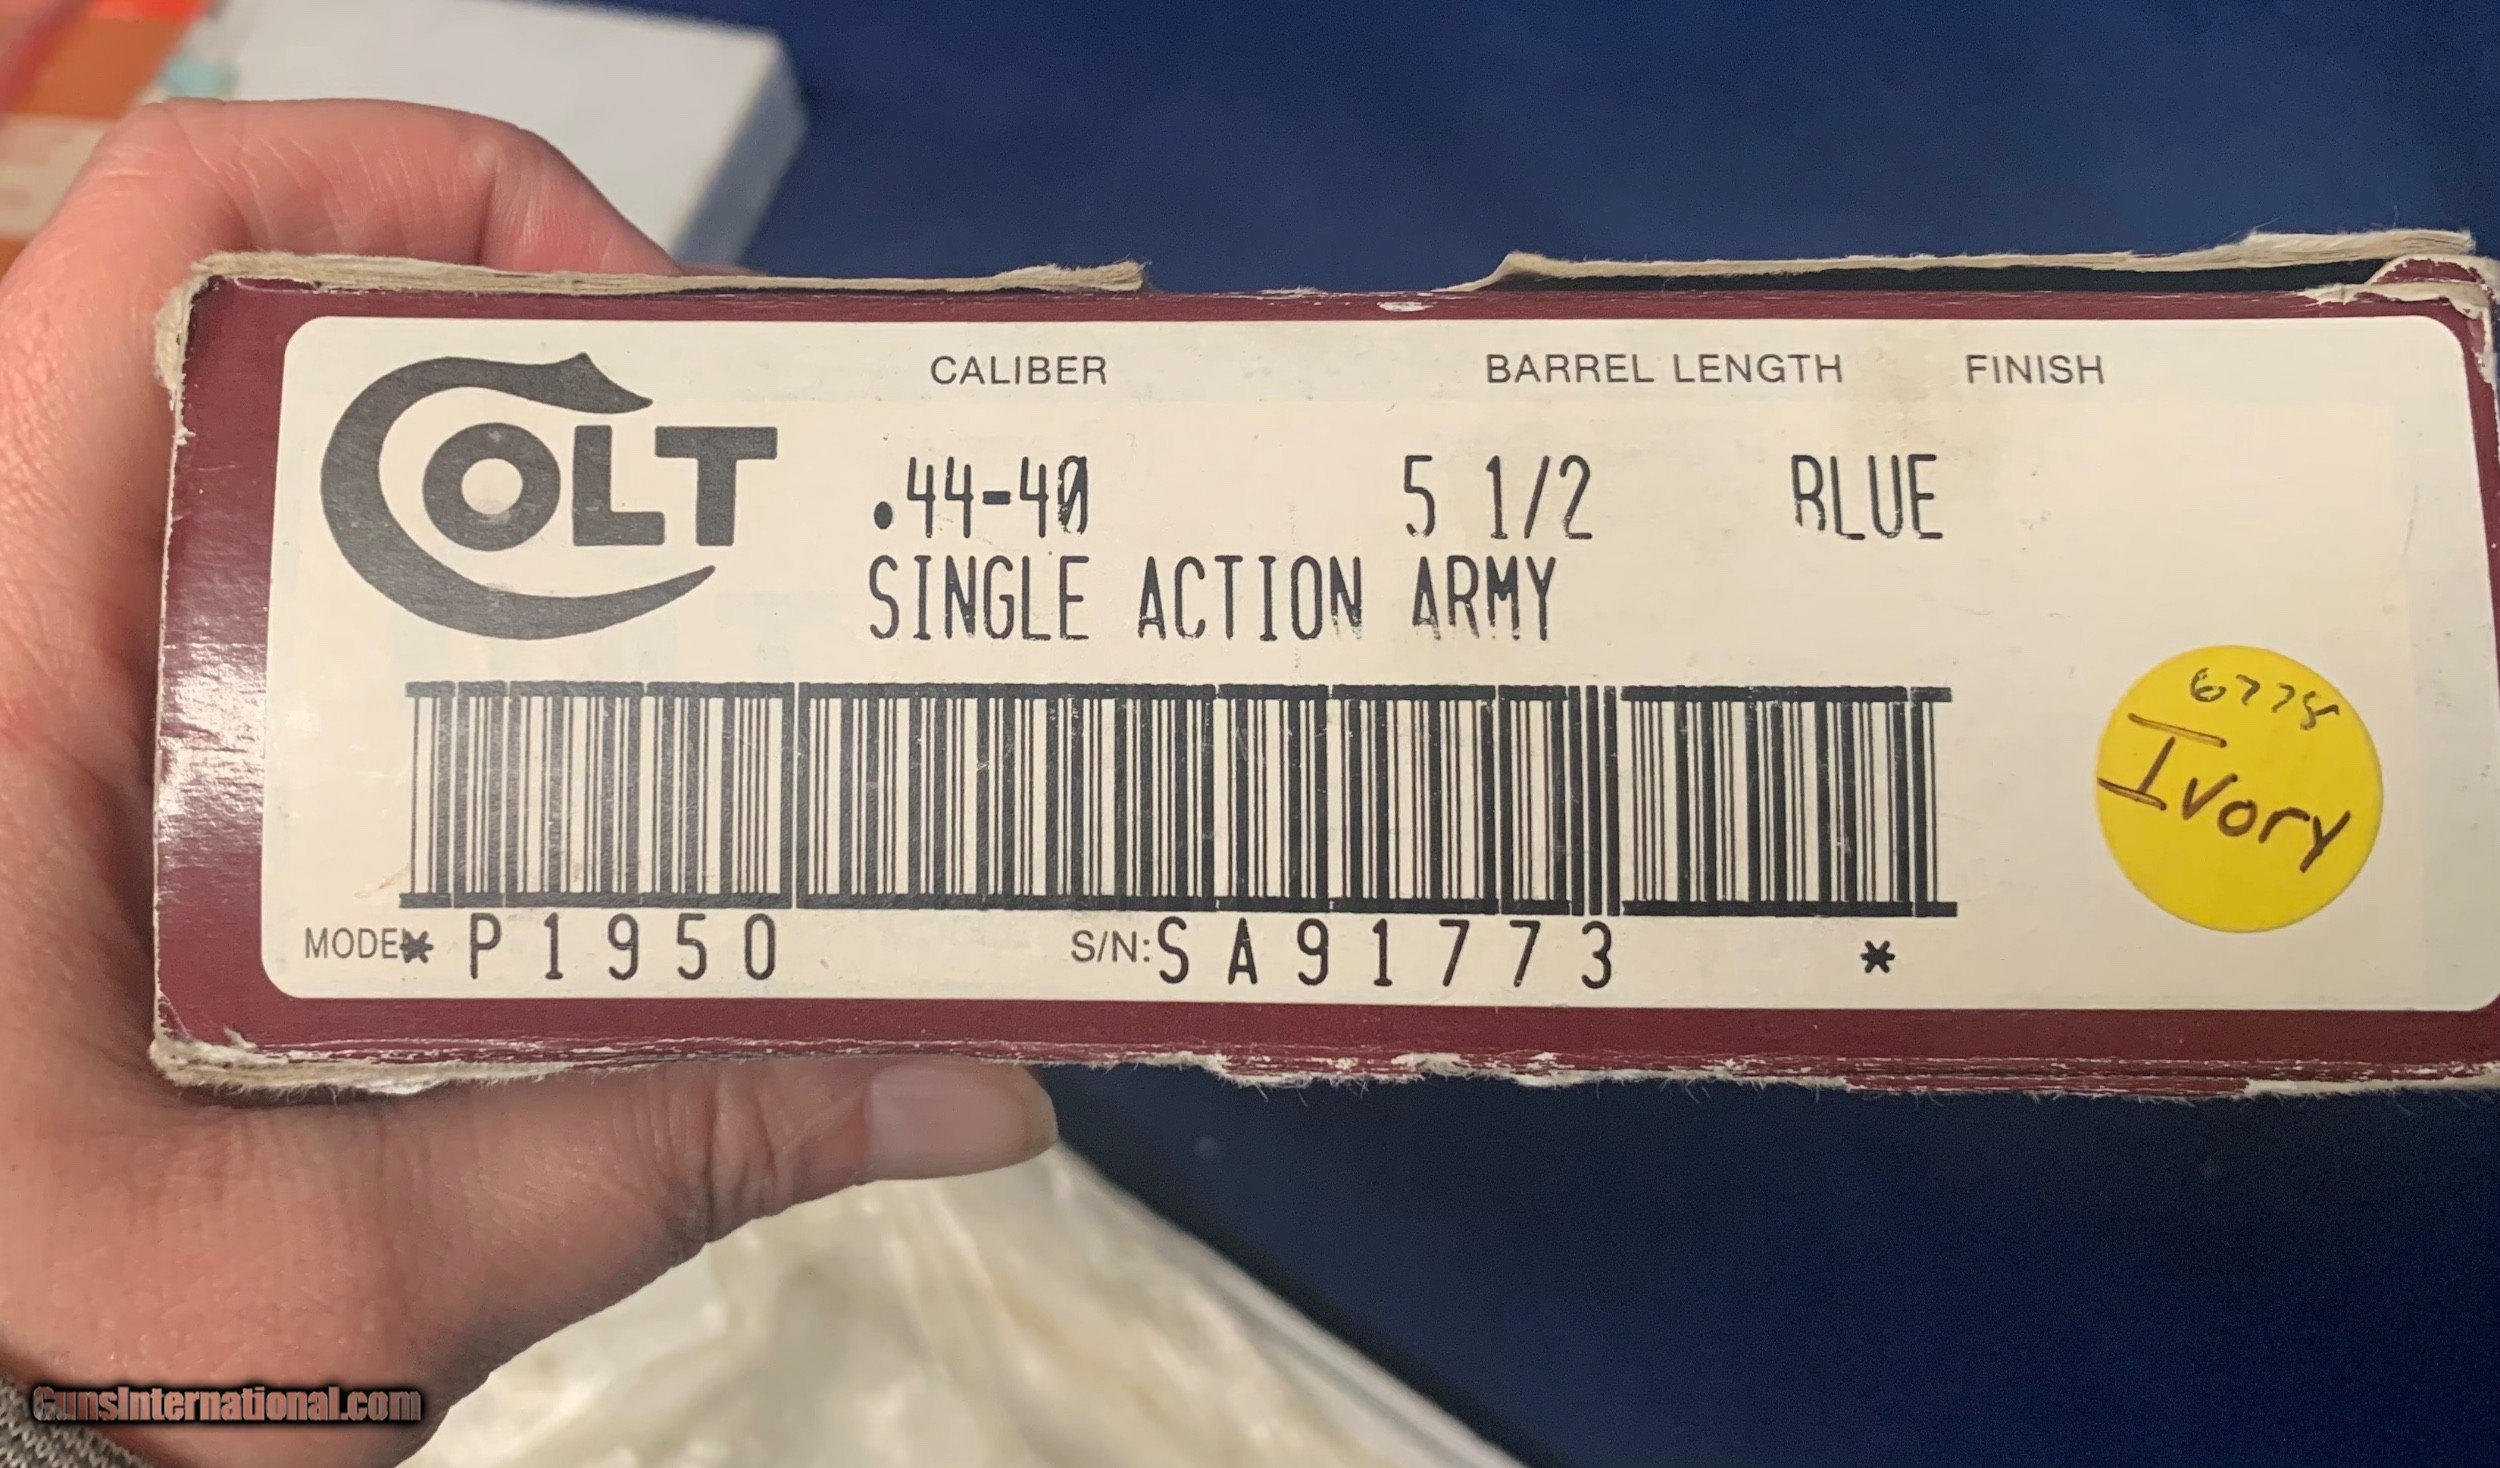 COLT
CALIBER BARREL LENGTH FINISH
.44-40 5 1/2 BLUE
SINGLE ACTION ARMY
6775
Ivory
MODE* P1950 S/N: SA91773 *
GunsInternational.com